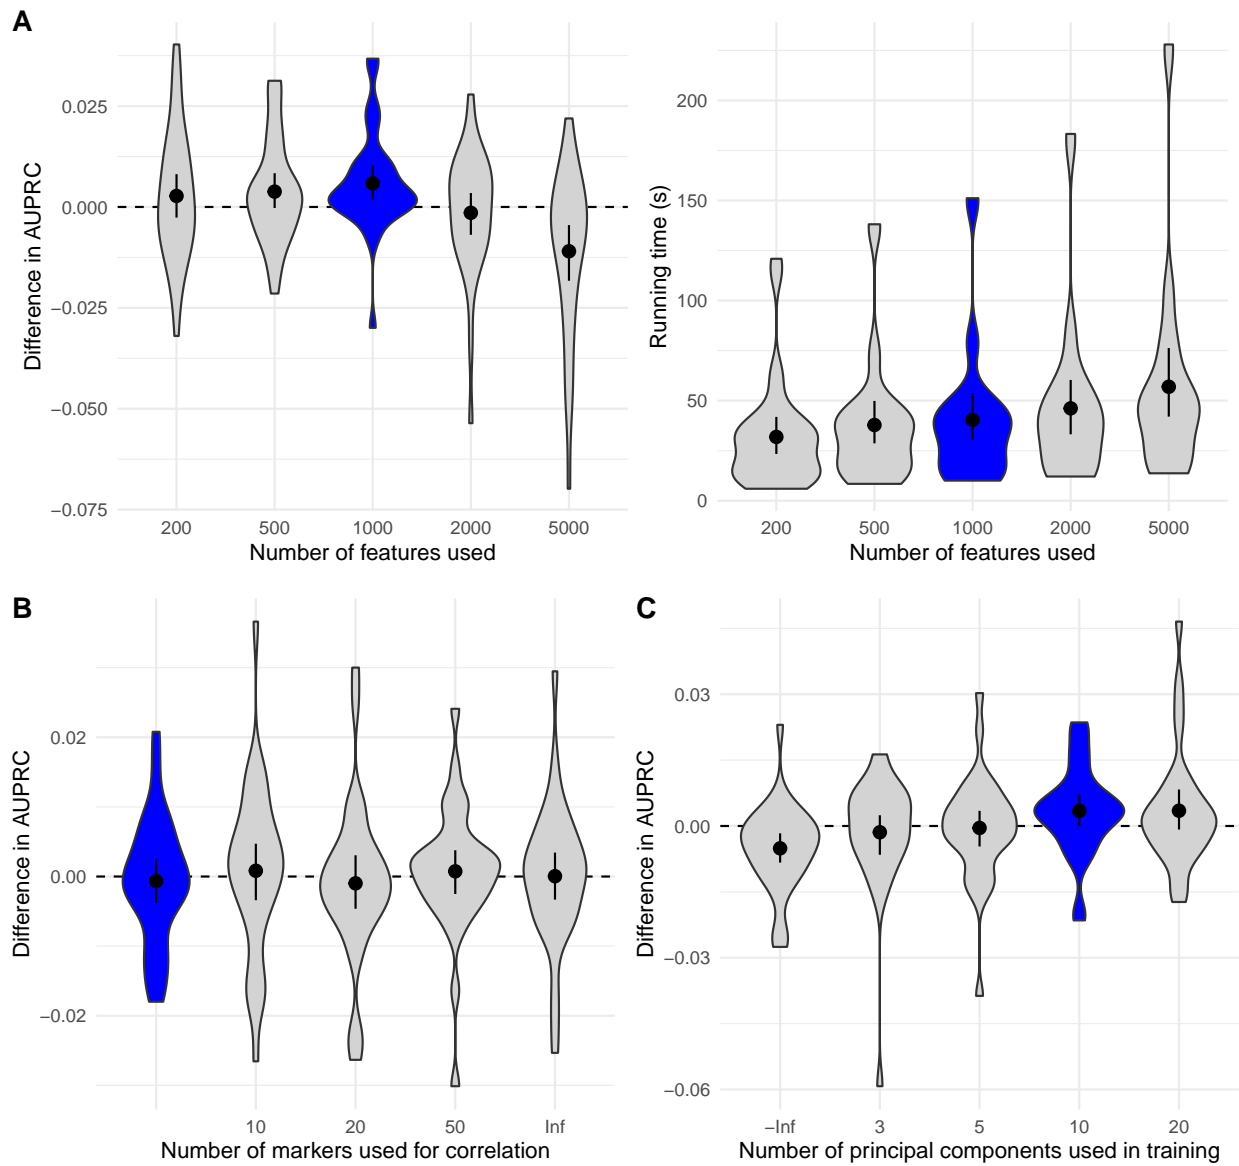 A
Difference in AUPRC
0.025
0.000
−0.025
−0.050
−0.075
200 500 1000 2000 5000
Number of features used
Running time (s)
200
150
100
50
0
200 500 1000 2000 5000
Number of features used
B
Difference in AUPRC
0.02
0.00
−0.02
10 20 50 Inf
Number of markers used for correlation
C
Difference in AUPRC
0.03
0.00
−0.03
−0.06
−Inf 3 5 10 20
Number of principal components used in training